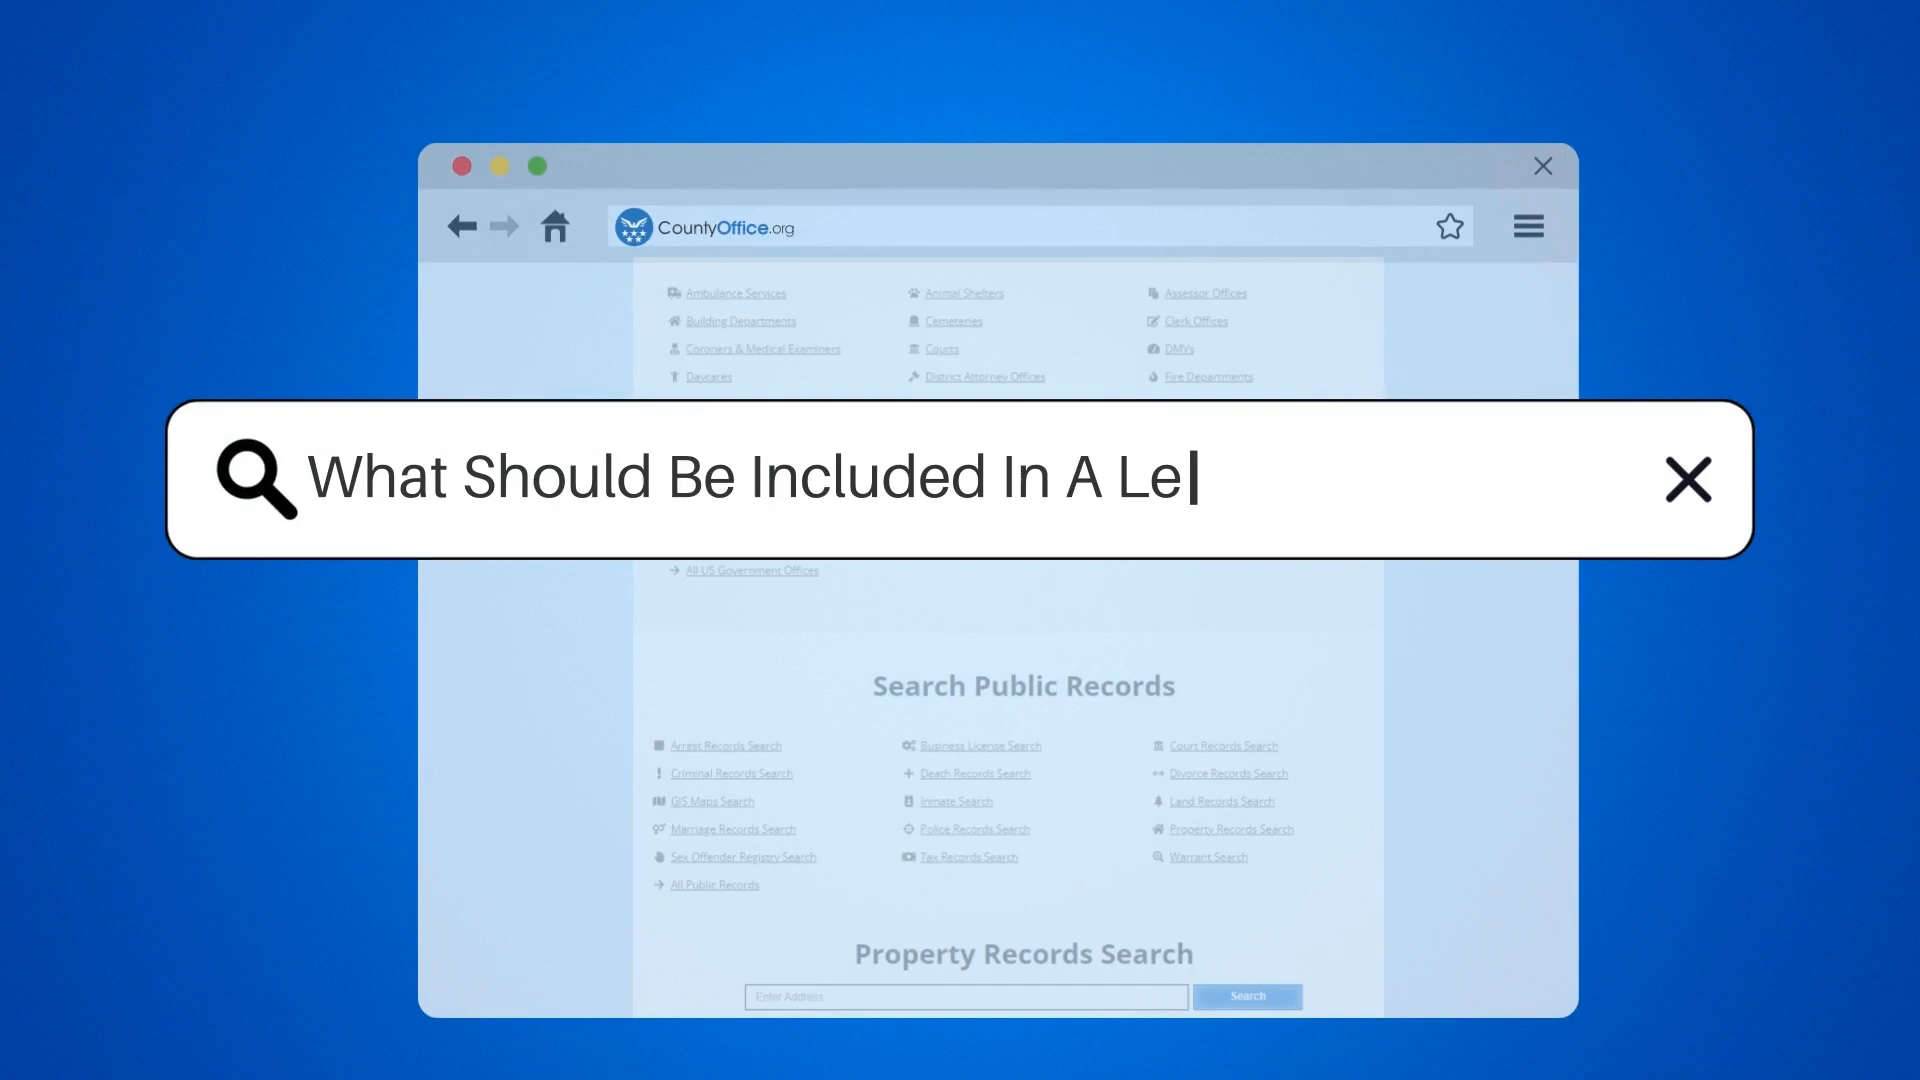 CountyOffice.org
Ambulance Services Animal Shelters Assessor Offices
Building Departments Cemeteries Clerk Offices
Coroners & Medical Examiners Courts DMVs
Daycares District Attorney Offices Fire Departments
What Should Be Included In A Le
All US Government Offices
Search Public Records
Arrest Records Search Business License Search Court Records Search
Criminal Records Search Death Records Search Divorce Records Search
GIS Maps Search Inmate Search Land Records Search
Marriage Records Search Police Records Search Property Records Search
Sex Offender Registry Search Tax Records Search Warrant Search
All Public Records
Property Records Search
Enter Address Search